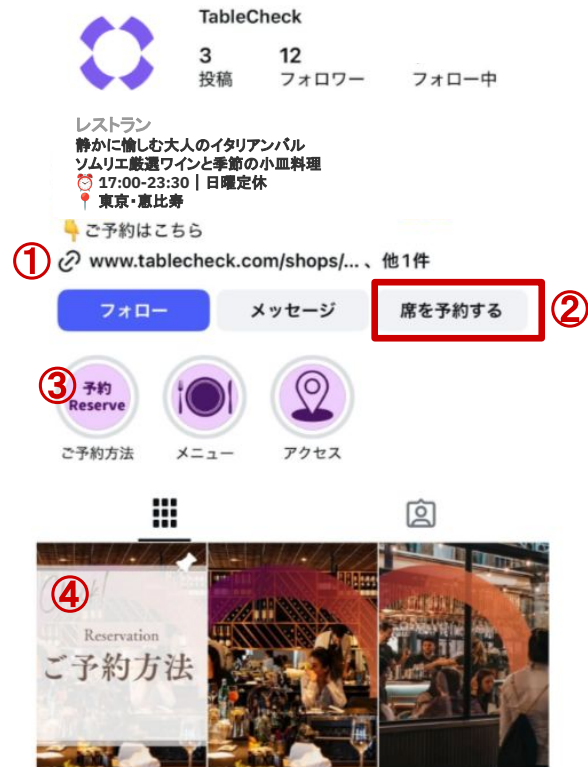 TableCheck
3 12
投稿 フォロワー フォロー中
レストラン
静かに愉しむ大人のイタリアンバル
ソムリエ厳選ワインと季節の小皿料理
⏰ 17:00-23:30 | 日曜定休
📍 東京・恵比寿
👇 ご予約はこちら
① www.tablecheck.com/shops/... 、他1件
フォロー メッセージ 席を予約する ②
③ 予約
Reserve
ご予約方法 メニュー アクセス
④
Reservation
ご予約方法